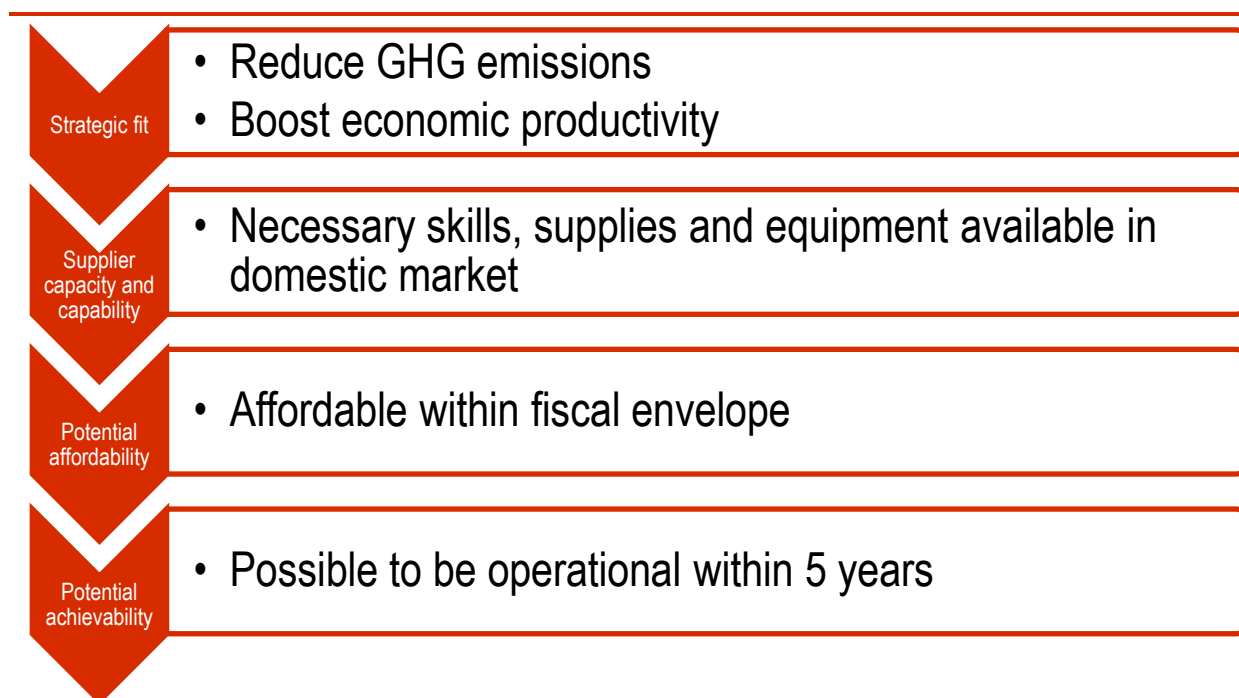 Strategic fit
• Reduce GHG emissions
• Boost economic productivity
Supplier
capacity and
capability
• Necessary skills, supplies and equipment available in
domestic market
Potential
affordability
• Affordable within fiscal envelope
Potential
achievability
• Possible to be operational within 5 years